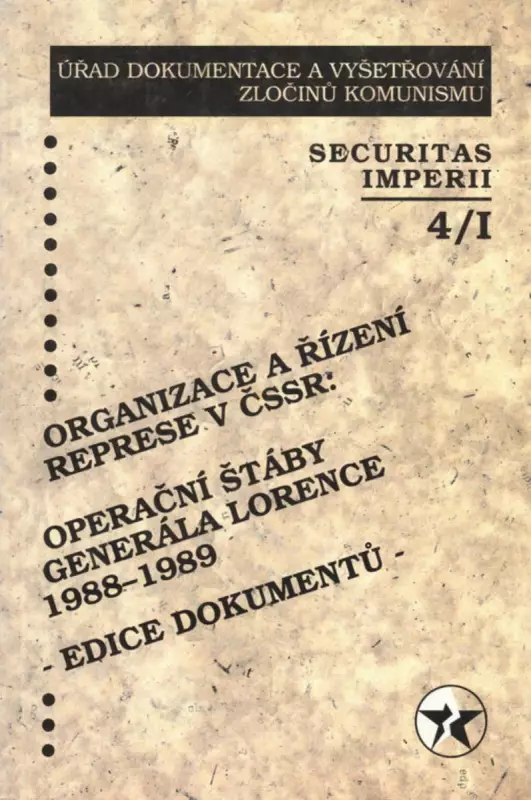 ÚŘAD DOKUMENTACE A VYŠETŘOVÁNÍ
ZLOČINŮ KOMUNISMU
SECURITAS
IMPERII
4/I
ORGANIZACE A ŘÍZENÍ
REPRESE V ČSSR:
OPERAČNÍ ŠTÁBY
GENERÁLA LORENCE
1988–1989
- EDICE DOKUMENTŮ -
dpa